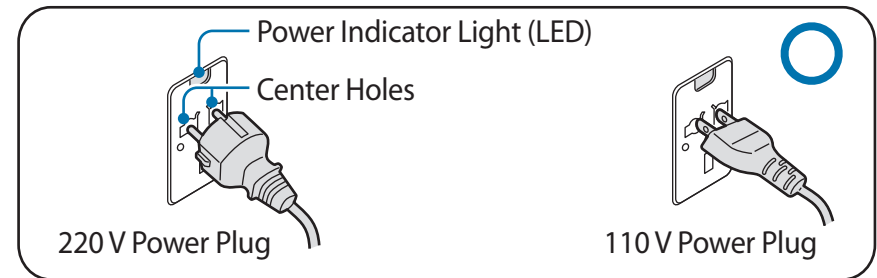 Power Indicator Light (LED)
Center Holes
220 V Power Plug
110 V Power Plug